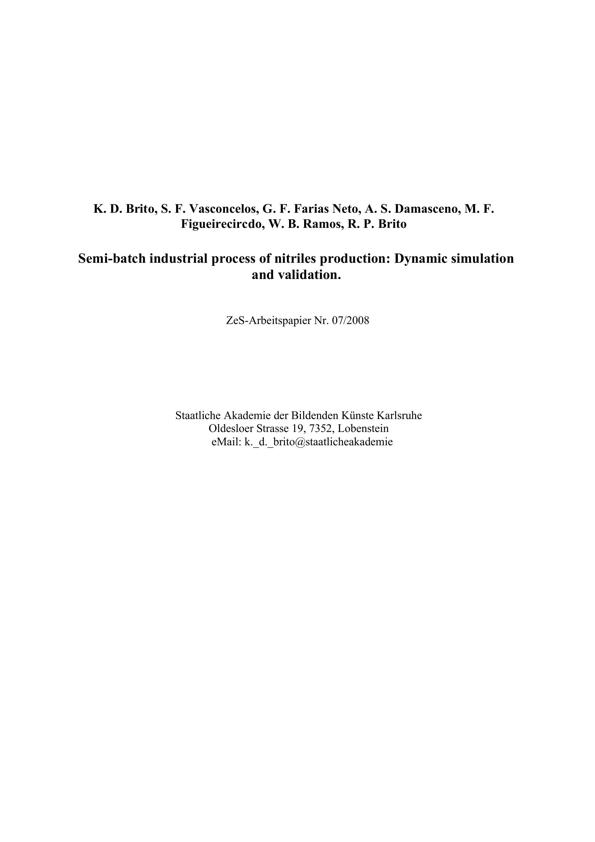 K. D. Brito, S. F. Vasconcelos, G. F. Farias Neto, A. S. Damasceno, M. F.
Figueirecircdo, W. B. Ramos, R. P. Brito
Semi-batch industrial process of nitriles production: Dynamic simulation
and validation.
ZeS-Arbeitspapier Nr. 07/2008
Staatliche Akademie der Bildenden Künste Karlsruhe
Oldesloer Strasse 19, 7352, Lobenstein
eMail: k._d._brito@staatlicheakademie